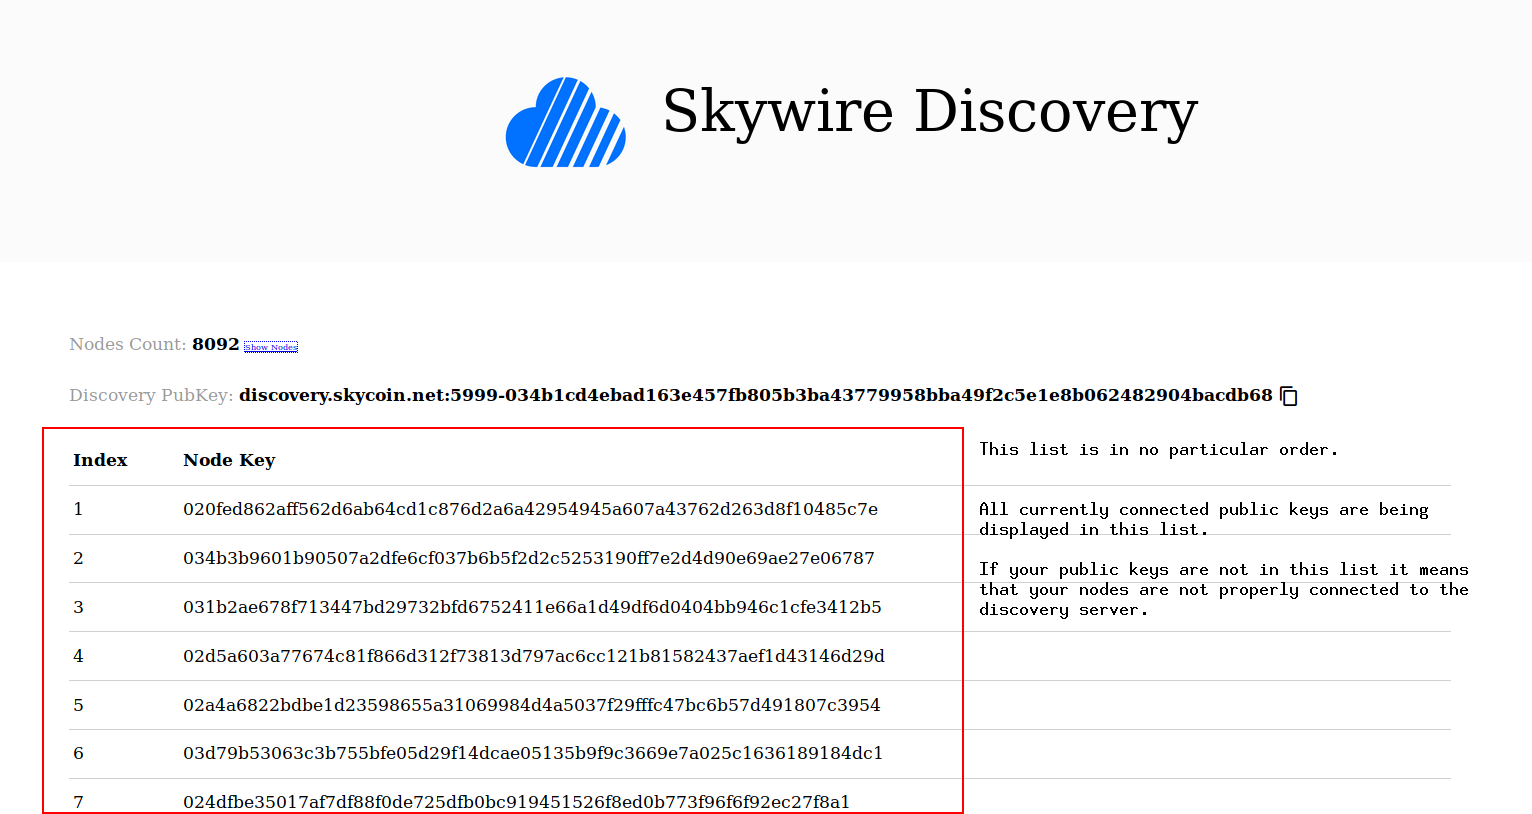 Skywire Discovery
Nodes Count: 8092 Show Nodes
Discovery PubKey: discovery.skycoin.net:5999-034b1cd4ebad163e457fb805b3ba43779958bba49f2c5e1e8b062482904bacdb68
Index Node Key
1 020fed862aff562d6ab64cd1c876d2a6a42954945a607a43762d263d8f10485c7e
2 034b3b9601b90507a2dfe6cf037b6b5f2d2c5253190ff7e2d4d90e69ae27e06787
3 031b2ae678f713447bd29732bfd6752411e66a1d49df6d0404bb946c1cfe3412b5
4 02d5a603a77674c81f866d312f73813d797ac6cc121b81582437aef1d43146d29d
5 02a4a6822bdbe1d23598655a31069984d4a5037f29fffc47bc6b57d491807c3954
6 03d79b53063c3b755bfe05d29f14dcae05135b9f9c3669e7a025c1636189184dc1
7 024dfbe35017af7df88f0de725dfb0bc919451526f8ed0b773f96f6f92ec27f8a1
This list is in no particular order.
All currently connected public keys are being
displayed in this list.
If your public keys are not in this list it means
that your nodes are not properly connected to the
discovery server.